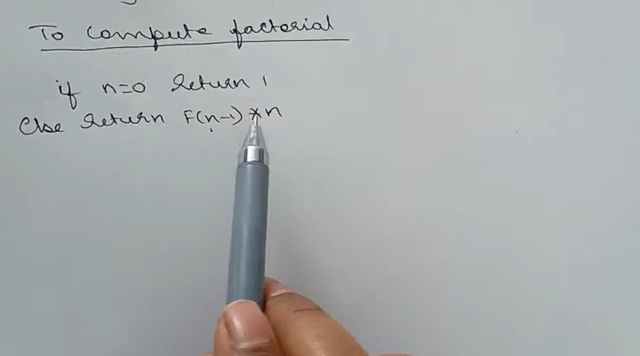 To compute factorial
if n=0 return 1
Else return F(n-1) * n